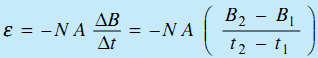 ε = −N A ΔB/Δt = −N A ( (B₂ − B₁)/(t₂ − t₁) )